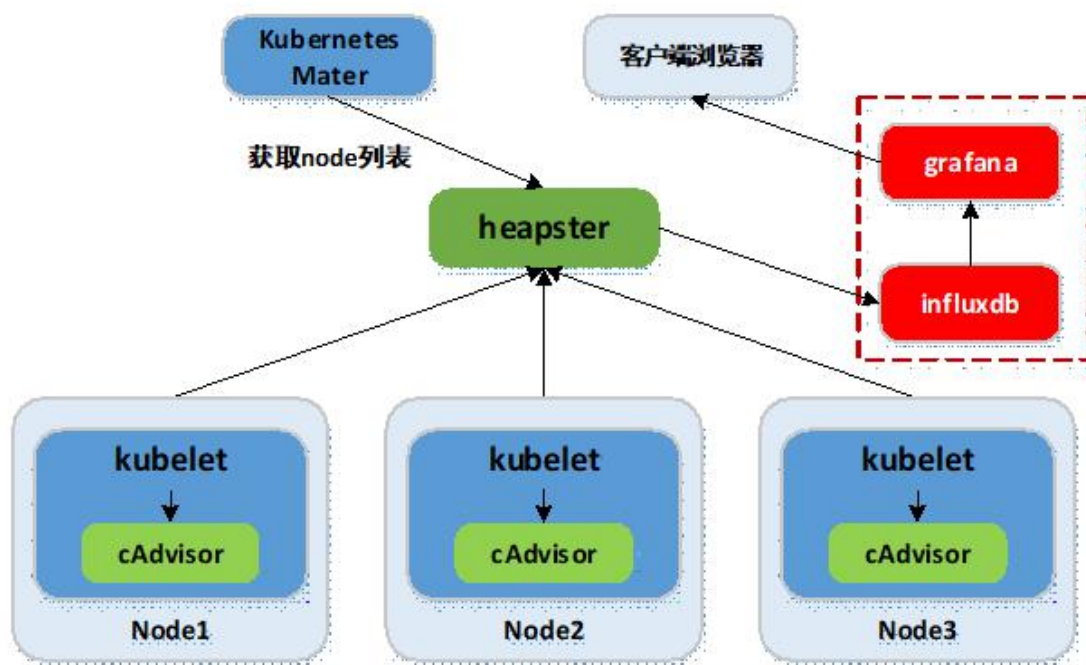 Kubernetes
Mater
客户端浏览器
获取node列表
grafana
heapster
influxdb
kubelet
cAdvisor
Node1
kubelet
cAdvisor
Node2
kubelet
cAdvisor
Node3